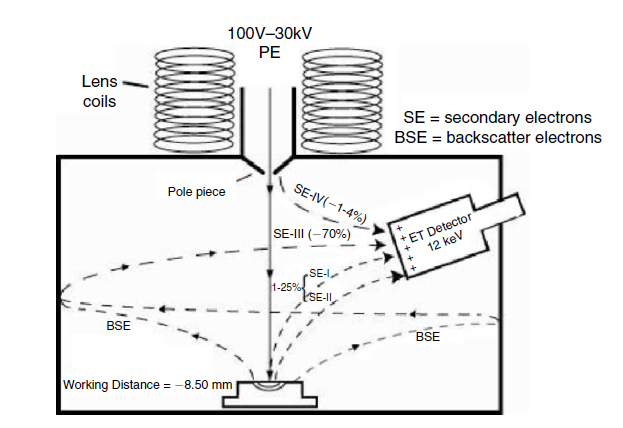 100V–30kV
PE
Lens
coils
SE = secondary electrons
BSE = backscatter electrons
Pole piece
SE-IV(–1-4%)
SE-III (–70%)
+ ET Detector
12 keV
+
+
+
+
SE-I
1-25%
SE-II
BSE
BSE
Working Distance = –8.50 mm